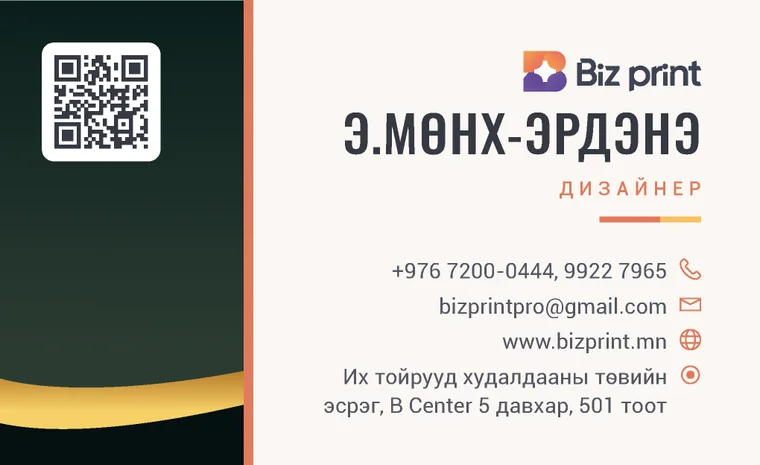 Biz print
Э.МӨНХ-ЭРДЭНЭ
ДИЗАЙНЕР
+976 7200-0444, 9922 7965
bizprintpro@gmail.com
www.bizprint.mn
Их тойрууд худалдааны төвийн
эсрэг, B Center 5 давхар, 501 тоот